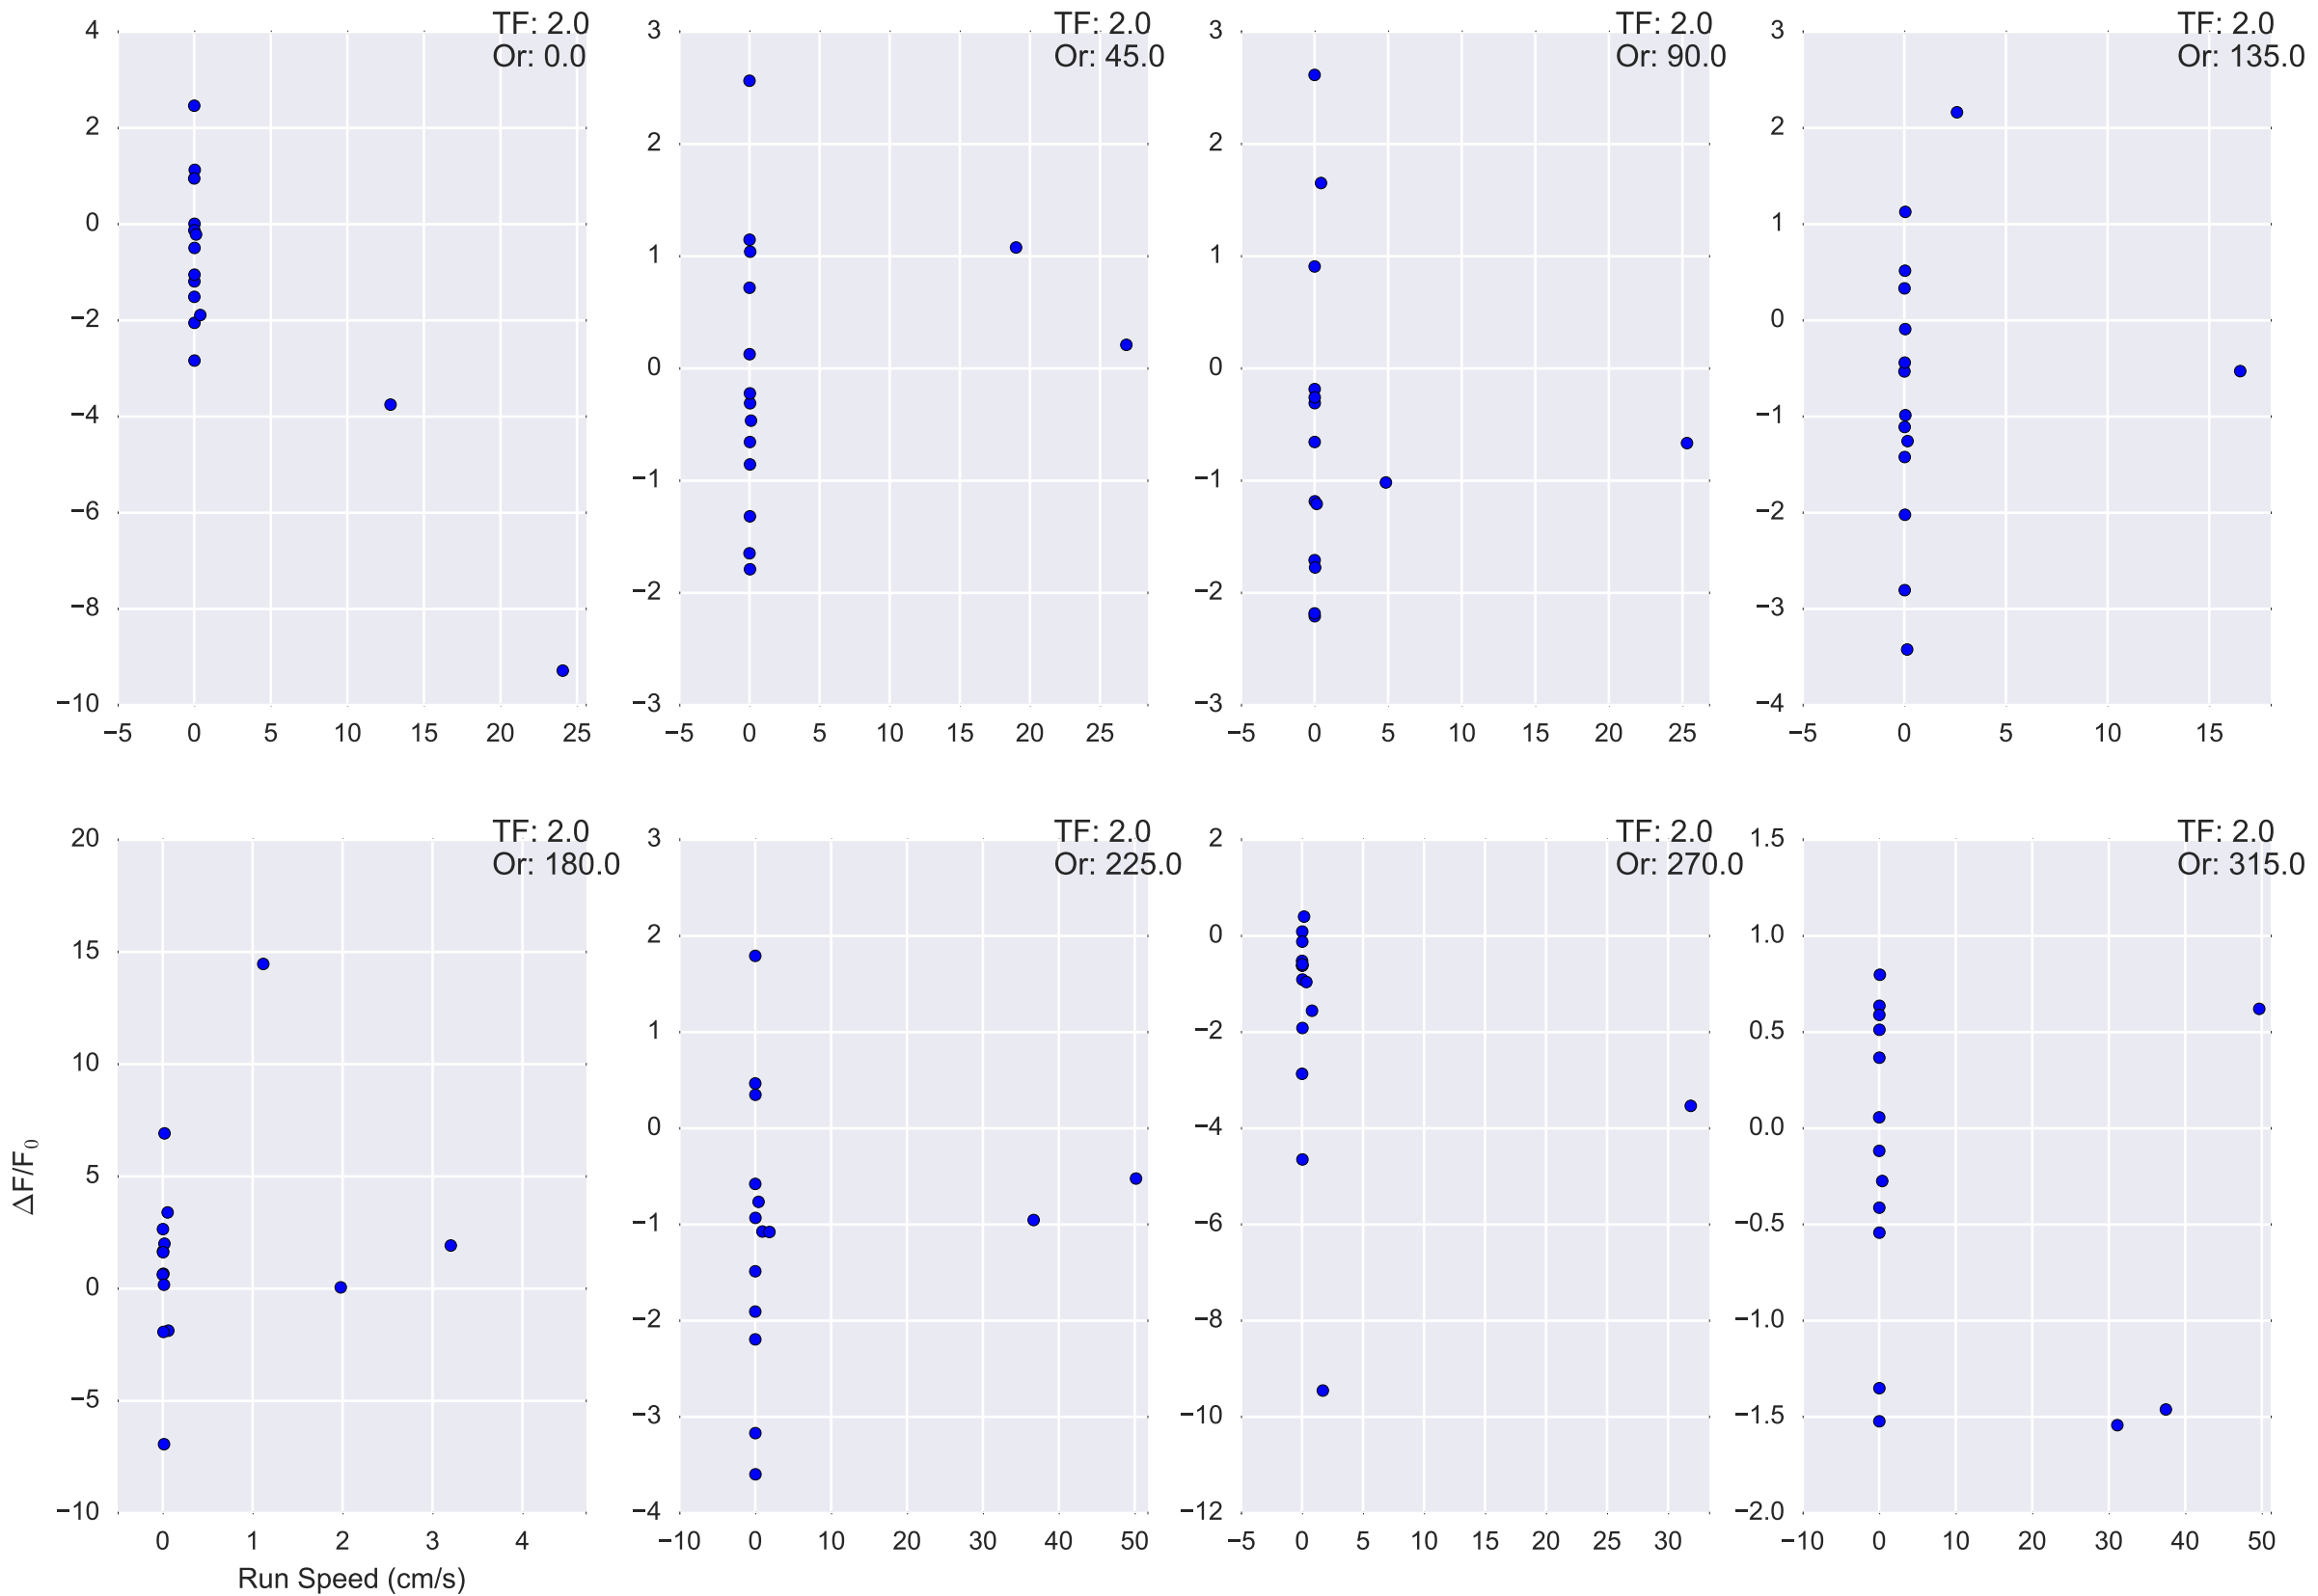 TF: 2.0
Or: 0.0
4
2
0
−2
−4
−6
−8
−10
−5 0 5 10 15 20 25
TF: 2.0
Or: 45.0
3
2
1
0
−1
−2
−3
−5 0 5 10 15 20 25
TF: 2.0
Or: 90.0
3
2
1
0
−1
−2
−3
−5 0 5 10 15 20 25
TF: 2.0
Or: 135.0
3
2
1
0
−1
−2
−3
−4
−5 0 5 10 15
TF: 2.0
Or: 180.0
20
15
10
5
0
−5
−10
0 1 2 3 4
ΔF/F₀
Run Speed (cm/s)
TF: 2.0
Or: 225.0
3
2
1
0
−1
−2
−3
−4
−10 0 10 20 30 40 50
TF: 2.0
Or: 270.0
2
0
−2
−4
−6
−8
−10
−12
−5 0 5 10 15 20 25 30
TF: 2.0
Or: 315.0
1.5
1.0
0.5
0.0
−0.5
−1.0
−1.5
−2.0
−10 0 10 20 30 40 50